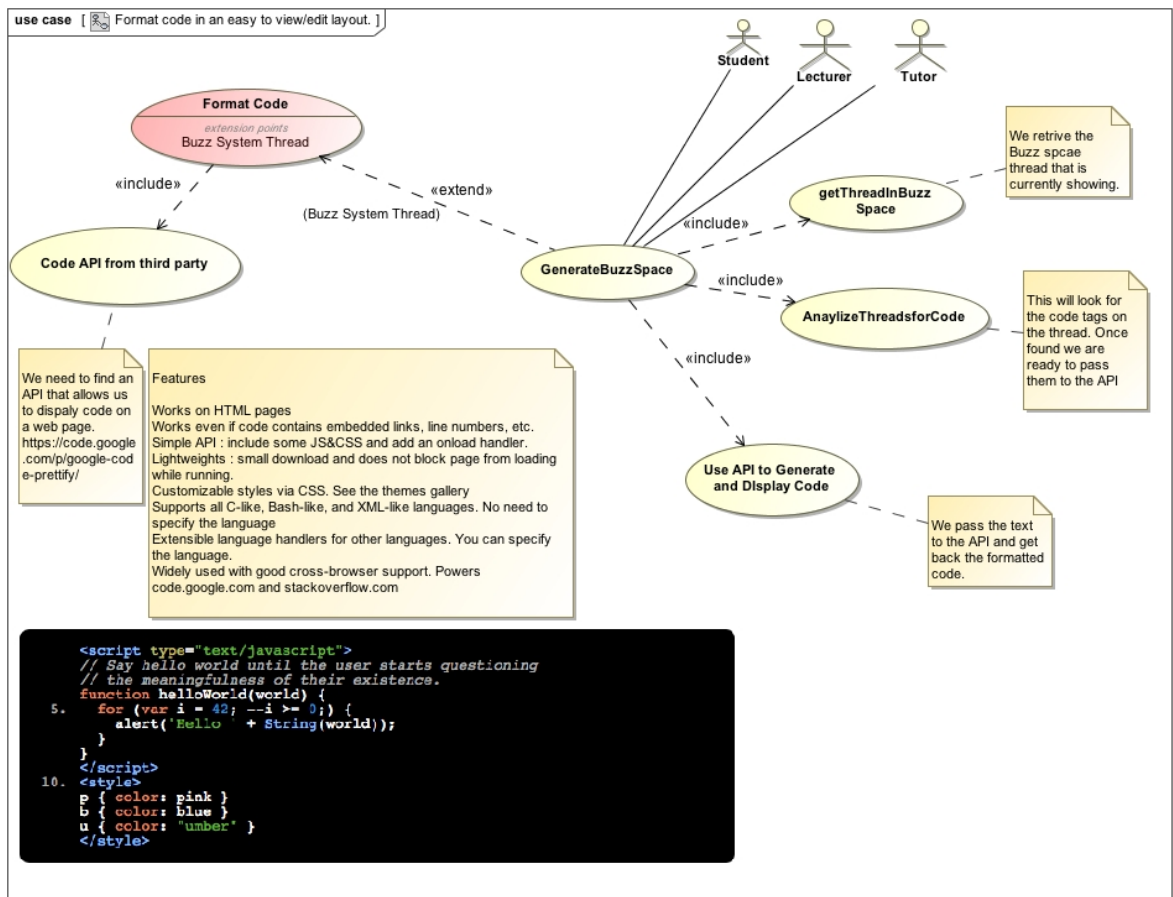 use case [ Format code in an easy to view/edit layout. ]
Student
Lecturer
Tutor
Format Code
extension points
Buzz System Thread
«include»
«extend»
(Buzz System Thread)
Code API from third party
GenerateBuzzSpace
«include»
getThreadInBuzz
Space
We retrive the
Buzz spcae
thread that is
currently showing.
«include»
AnaylizeThreadsforCode
This will look for
the code tags on
the thread. Once
found we are
ready to pass
them to the API
«include»
Use API to Generate
and DIsplay Code
We pass the text
to the API and get
back the formatted
code.
We need to find an
API that allows us
to dispaly code on
a web page.
https://code.google
.com/p/google-cod
e-prettify/
Features
Works on HTML pages
Works even if code contains embedded links, line numbers, etc.
Simple API : include some JS&CSS and add an onload handler.
Lightweights : small download and does not block page from loading
while running.
Customizable styles via CSS. See the themes gallery
Supports all C-like, Bash-like, and XML-like languages. No need to
specify the language
Extensible language handlers for other languages. You can specify
the language.
Widely used with good cross-browser support. Powers
code.google.com and stackoverflow.com
<script type="text/javascript">
// Say hello world until the user starts questioning
// the meaningfulness of their existence.
function helloWorld(world) {
5. for (var i = 42; --i >= 0;) {
alert('Hello ' + String(world));
}
}
</script>
10. <style>
p { color: pink }
b { color: blue }
u { color: "umber" }
</style>